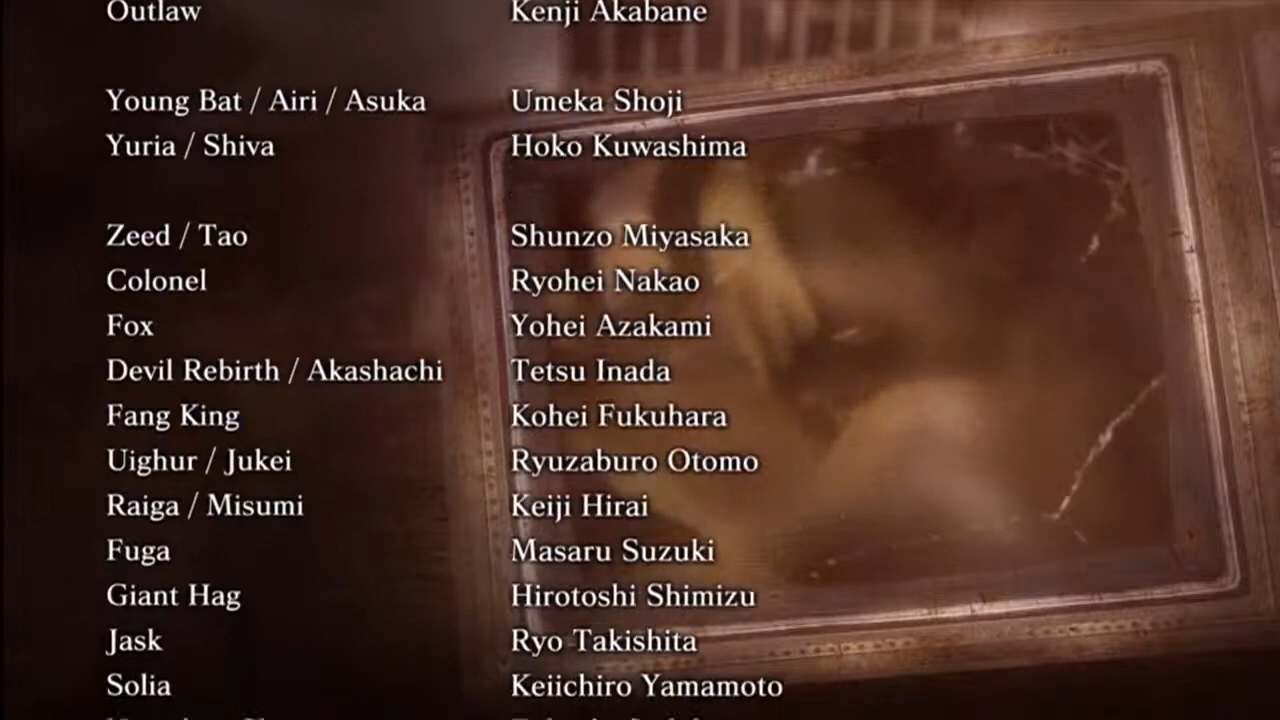 Outlaw Kenji Akabane
Young Bat / Airi / Asuka Umeka Shoji
Yuria / Shiva Hoko Kuwashima
Zeed / Tao Shunzo Miyasaka
Colonel Ryohei Nakao
Fox Yohei Azakami
Devil Rebirth / Akashachi Tetsu Inada
Fang King Kohei Fukuhara
Uighur / Jukei Ryuzaburo Otomo
Raiga / Misumi Keiji Hirai
Fuga Masaru Suzuki
Giant Hag Hirotoshi Shimizu
Jask Ryo Takishita
Solia Keiichiro Yamamoto